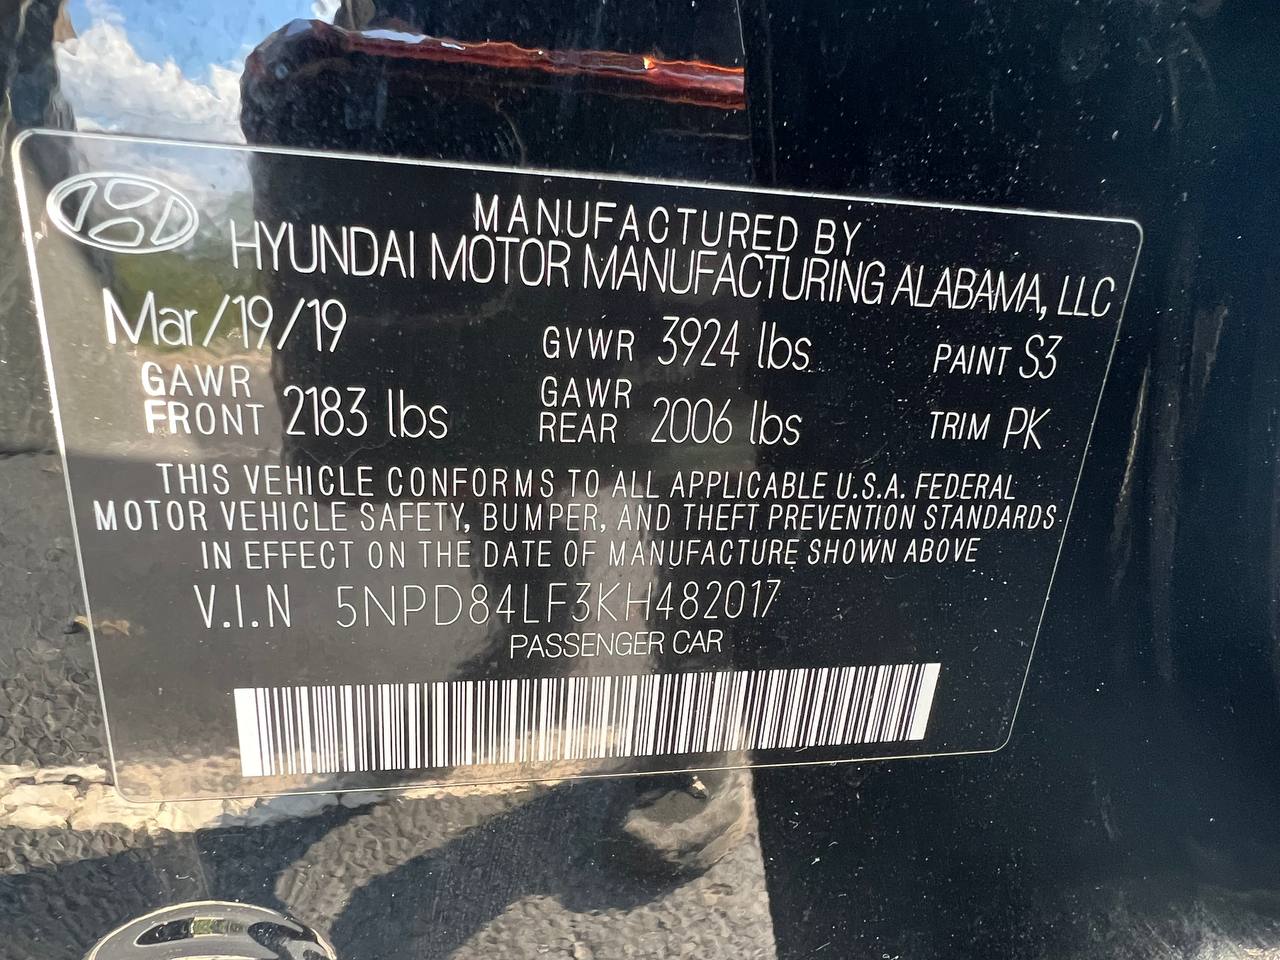 MANUFACTURED BY
HYUNDAI MOTOR MANUFACTURING ALABAMA, LLC
Mar/19/19 GVWR 3924 lbs PAINT S3
GAWR FRONT 2183 lbs GAWR REAR 2006 lbs TRIM PK
THIS VEHICLE CONFORMS TO ALL APPLICABLE U.S.A. FEDERAL
MOTOR VEHICLE SAFETY, BUMPER, AND THEFT PREVENTION STANDARDS
IN EFFECT ON THE DATE OF MANUFACTURE SHOWN ABOVE
V.I.N 5NPD84LF3KH482017
PASSENGER CAR